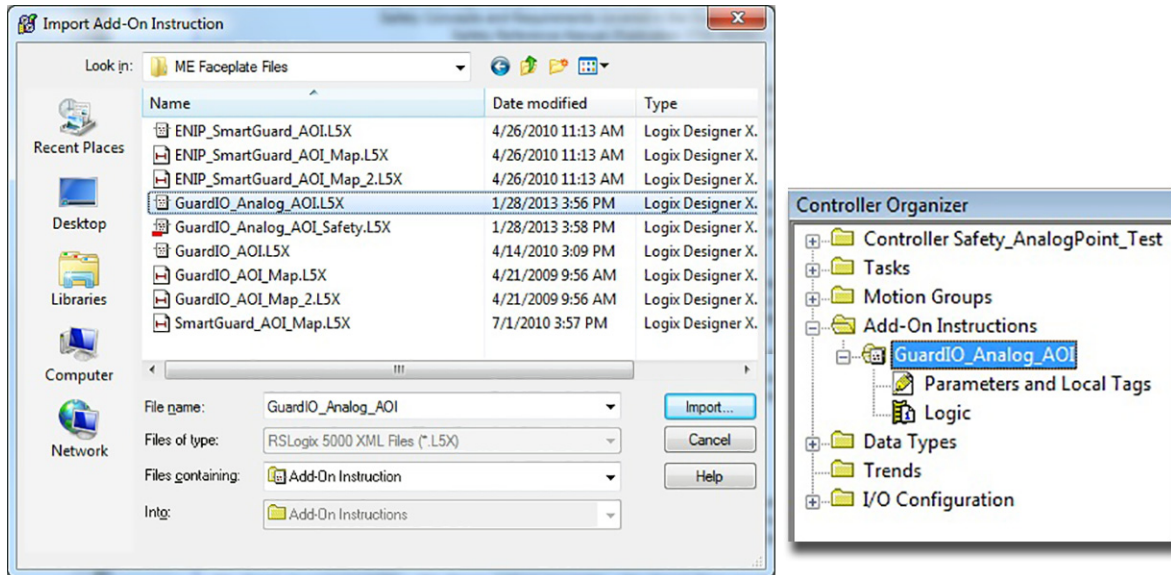 Import Add-On Instruction
Look in:
ME Faceplate Files
Name
Date modified
Type
ENIP_SmartGuard_AOI.L5X
4/26/2010 11:13 AM
Logix Designer X.
ENIP_SmartGuard_AOI_Map.L5X
4/26/2010 11:13 AM
Logix Designer X.
ENIP_SmartGuard_AOI_Map_2.L5X
4/26/2010 11:13 AM
Logix Designer X.
GuardIO_Analog_AOI.L5X
1/28/2013 3:56 PM
Logix Designer X.
GuardIO_Analog_AOI_Safety.L5X
1/28/2013 3:58 PM
Logix Designer X.
GuardIO_AOI.L5X
4/14/2010 3:09 PM
Logix Designer X.
GuardIO_AOI_Map.L5X
4/21/2009 9:56 AM
Logix Designer X.
GuardIO_AOI_Map_2.L5X
4/21/2009 9:56 AM
Logix Designer X.
SmartGuard_AOI_Map.L5X
7/1/2010 3:57 PM
Logix Designer X.
Recent Places
Desktop
Libraries
Computer
Network
File name:
GuardIO_Analog_AOI
Import...
Files of type:
RSLogix 5000 XML Files (*.L5X)
Cancel
Files containing:
Add-On Instruction
Help
Into:
Add-On Instructions
Controller Organizer
Controller Safety_AnalogPoint_Test
Tasks
Motion Groups
Add-On Instructions
GuardIO_Analog_AOI
Parameters and Local Tags
Logic
Data Types
Trends
I/O Configuration